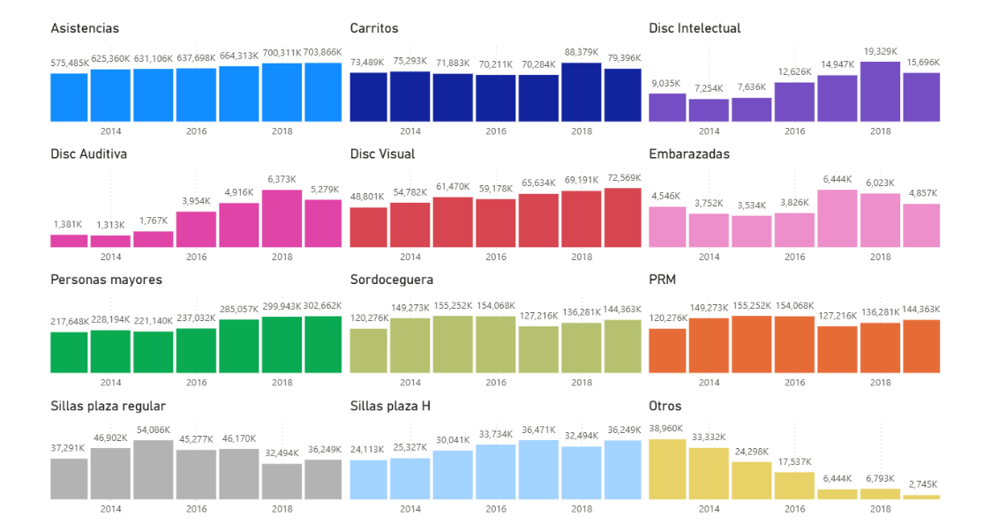 Asistencias
575,485K 625,360K 631,106K 637,698K 664,313K 700,311K 703,866K
2014 2016 2018
Carritos
73,489K 75,293K 71,883K 70,211K 70,284K 88,379K 79,396K
2014 2016 2018
Disc Intelectual
9,035K 7,254K 7,636K 12,626K 14,947K 19,329K 15,696K
2014 2016 2018
Disc Auditiva
1,381K 1,313K 1,767K 3,954K 4,916K 6,373K 5,279K
2014 2016 2018
Disc Visual
48,801K 54,782K 61,470K 59,178K 65,634K 69,191K 72,569K
2014 2016 2018
Embarazadas
4,546K 3,752K 3,534K 3,826K 6,444K 6,023K 4,857K
2014 2016 2018
Personas mayores
217,648K 228,194K 221,140K 237,032K 285,057K 299,943K 302,662K
2014 2016 2018
Sordoceguera
120,276K 149,273K 155,252K 154,068K 127,216K 136,281K 144,363K
2014 2016 2018
PRM
120,276K 149,273K 155,252K 154,068K 127,216K 136,281K 144,363K
2014 2016 2018
Sillas plaza regular
37,291K 46,902K 54,086K 45,277K 46,170K 32,494K 36,249K
2014 2016 2018
Sillas plaza H
24,113K 25,327K 30,041K 33,734K 36,471K 32,494K 36,249K
2014 2016 2018
Otros
38,960K 33,332K 24,298K 17,537K 6,444K 6,793K 2,745K
2014 2016 2018